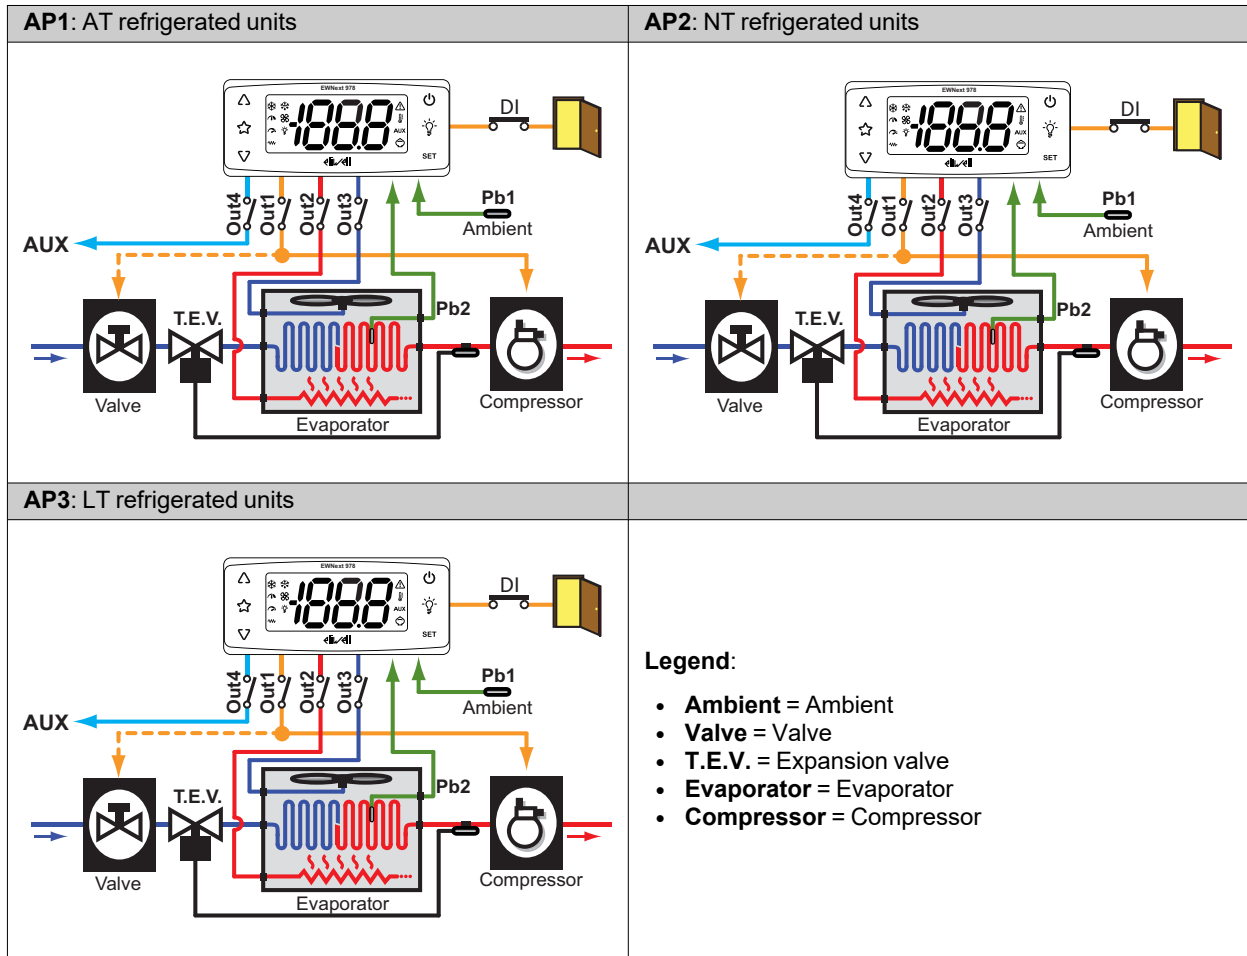 AP1: AT refrigerated units
EWNext 978
188.8
AUX
SET
eliwell
DI
Out4
Out1
Out2
Out3
Pb1
Ambient
AUX
T.E.V.
Pb2
Valve
Evaporator
Compressor
AP2: NT refrigerated units
EWNext 978
188.8
AUX
SET
eliwell
DI
Out4
Out1
Out2
Out3
Pb1
Ambient
AUX
T.E.V.
Pb2
Valve
Evaporator
Compressor
AP3: LT refrigerated units
EWNext 978
188.8
AUX
SET
eliwell
DI
Out4
Out1
Out2
Out3
Pb1
Ambient
AUX
T.E.V.
Pb2
Valve
Evaporator
Compressor
Legend:
• Ambient = Ambient
• Valve = Valve
• T.E.V. = Expansion valve
• Evaporator = Evaporator
• Compressor = Compressor